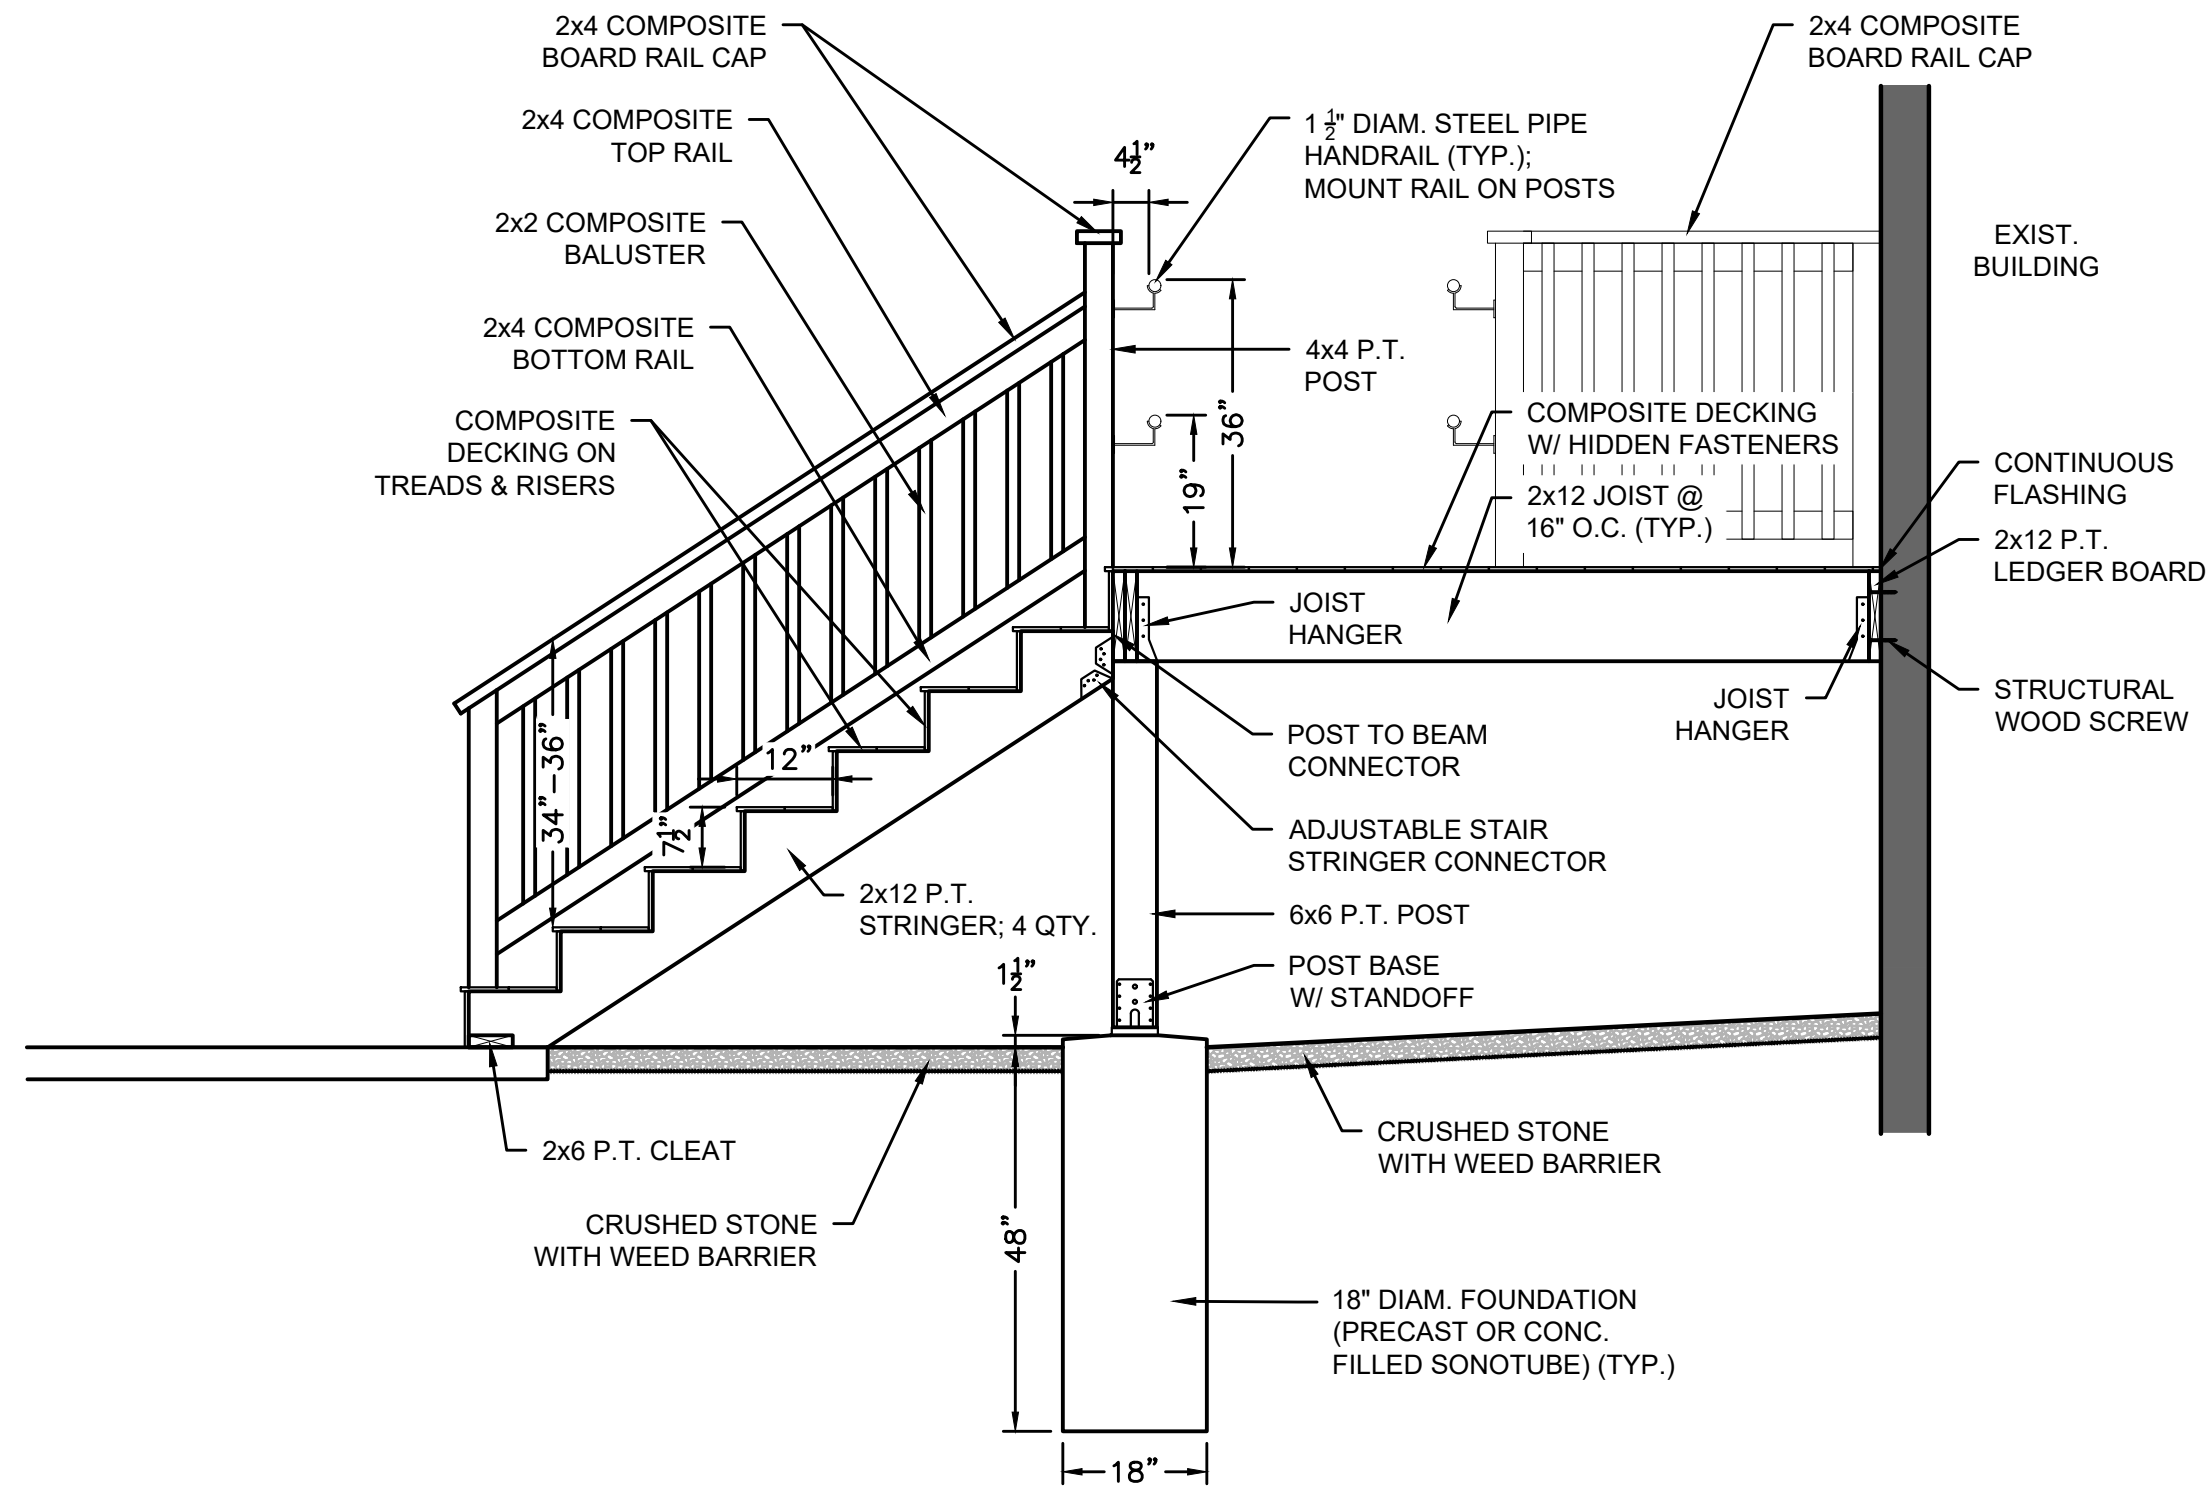 2x4 COMPOSITE
BOARD RAIL CAP
2x4 COMPOSITE
TOP RAIL
2x2 COMPOSITE
BALUSTER
2x4 COMPOSITE
BOTTOM RAIL
COMPOSITE
DECKING ON
TREADS & RISERS
4½”
1 ½" DIAM. STEEL PIPE
HANDRAIL (TYP.);
MOUNT RAIL ON POSTS
2x4 COMPOSITE
BOARD RAIL CAP
EXIST.
BUILDING
4x4 P.T.
POST
36”
19”
COMPOSITE DECKING
W/ HIDDEN FASTENERS
2x12 JOIST @
16" O.C. (TYP.)
CONTINUOUS
FLASHING
2x12 P.T.
LEDGER BOARD
JOIST
HANGER
JOIST
HANGER
STRUCTURAL
WOOD SCREW
POST TO BEAM
CONNECTOR
34”–36”
12”
7½”
ADJUSTABLE STAIR
STRINGER CONNECTOR
2x12 P.T.
STRINGER; 4 QTY.
6x6 P.T. POST
1½”
POST BASE
W/ STANDOFF
2x6 P.T. CLEAT
CRUSHED STONE
WITH WEED BARRIER
CRUSHED STONE
WITH WEED BARRIER
48”
18" DIAM. FOUNDATION
(PRECAST OR CONC.
FILLED SONOTUBE) (TYP.)
18”